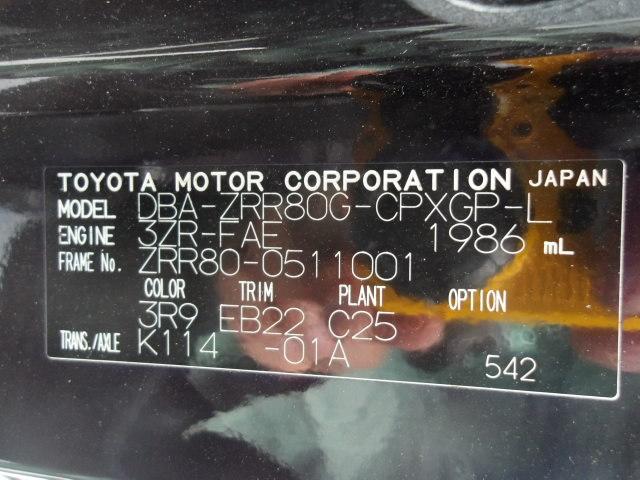 TOYOTA MOTOR CORPORATION JAPAN
MODEL DBA-ZRR80G-CPXGP-L
ENGINE 3ZR-FAE 1986 mL
FRAME No. ZRR80-0511001
COLOR TRIM PLANT OPTION
3R9 EB22 C25
TRANS./AXLE K114 -01A
542